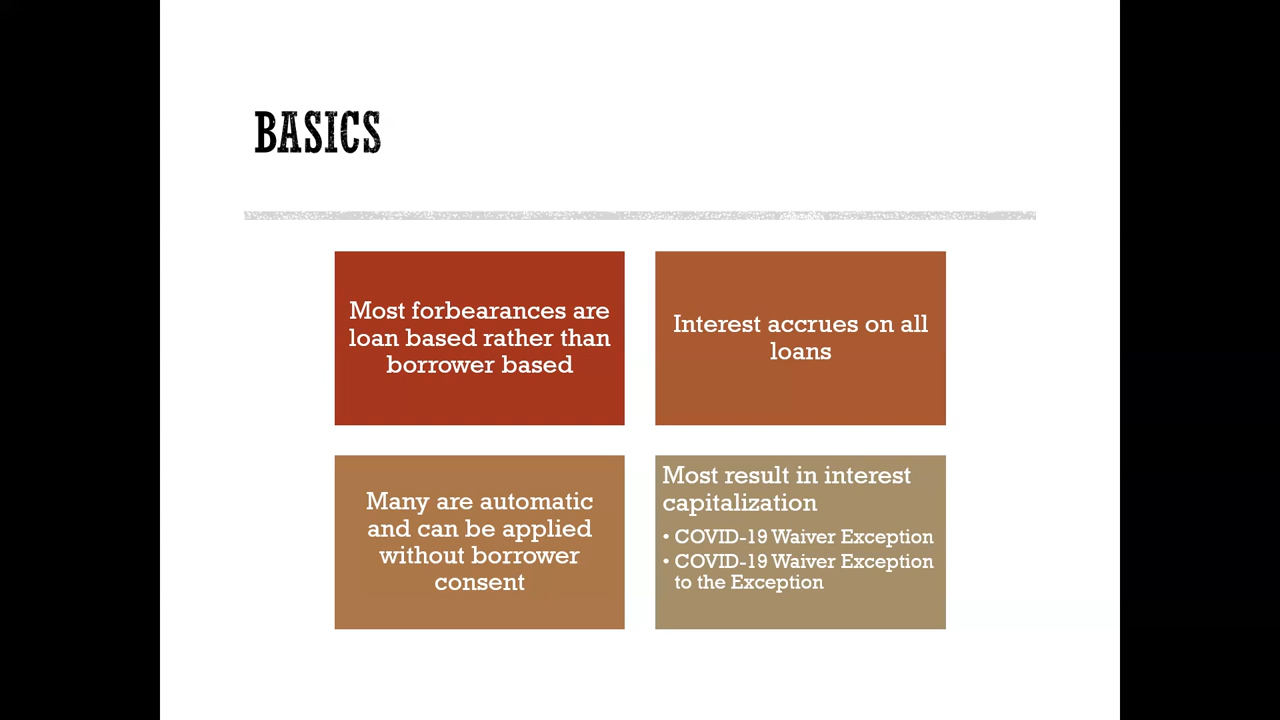 BASICS
Most forbearances are
loan based rather than
borrower based
Interest accrues on all
loans
Many are automatic
and can be applied
without borrower
consent
Most result in interest
capitalization
• COVID-19 Waiver Exception
• COVID-19 Waiver Exception
to the Exception